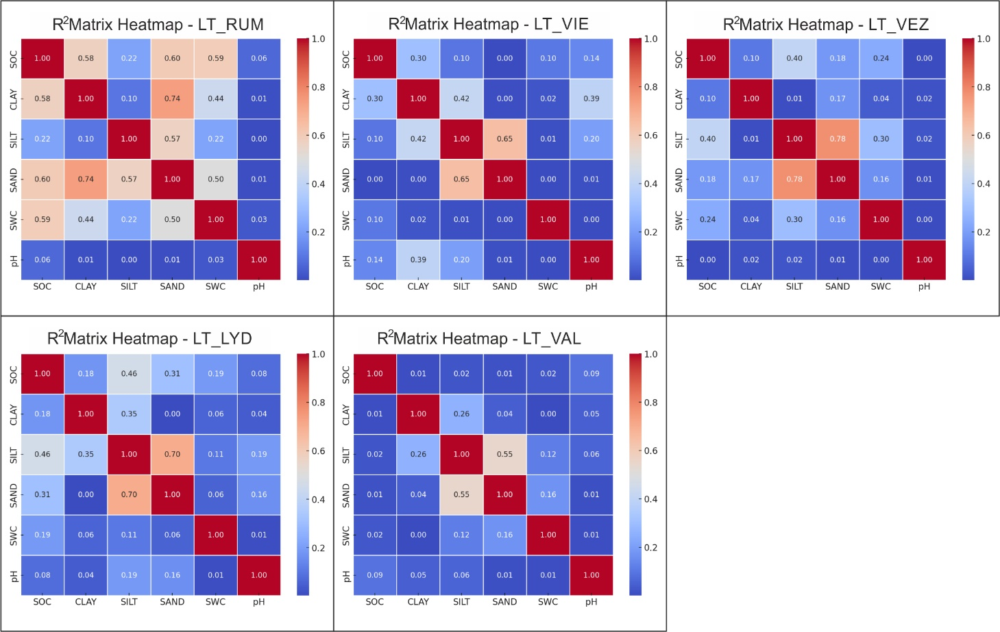 R²Matrix Heatmap - LT_RUM
SOC 1.00 0.58 0.22 0.60 0.59 0.06
CLAY 0.58 1.00 0.10 0.74 0.44 0.01
SILT 0.22 0.10 1.00 0.57 0.22 0.00
SAND 0.60 0.74 0.57 1.00 0.50 0.01
SWC 0.59 0.44 0.22 0.50 1.00 0.03
pH 0.06 0.01 0.00 0.01 0.03 1.00
SOC CLAY SILT SAND SWC pH
1.0
0.8
0.6
0.4
0.2
R²Matrix Heatmap - LT_VIE
SOC 1.00 0.30 0.10 0.00 0.10 0.14
CLAY 0.30 1.00 0.42 0.00 0.02 0.39
SILT 0.10 0.42 1.00 0.65 0.01 0.20
SAND 0.00 0.00 0.65 1.00 0.00 0.01
SWC 0.10 0.02 0.01 0.00 1.00 0.00
pH 0.14 0.39 0.20 0.01 0.00 1.00
SOC CLAY SILT SAND SWC pH
1.0
0.8
0.6
0.4
0.2
R²Matrix Heatmap - LT_VEZ
SOC 1.00 0.10 0.40 0.18 0.24 0.00
CLAY 0.10 1.00 0.01 0.17 0.04 0.02
SILT 0.40 0.01 1.00 0.78 0.30 0.02
SAND 0.18 0.17 0.78 1.00 0.16 0.01
SWC 0.24 0.04 0.30 0.16 1.00 0.00
pH 0.00 0.02 0.02 0.01 0.00 1.00
SOC CLAY SILT SAND SWC pH
1.0
0.8
0.6
0.4
0.2
R²Matrix Heatmap - LT_LYD
SOC 1.00 0.18 0.46 0.31 0.19 0.08
CLAY 0.18 1.00 0.35 0.00 0.06 0.04
SILT 0.46 0.35 1.00 0.70 0.11 0.19
SAND 0.31 0.00 0.70 1.00 0.06 0.16
SWC 0.19 0.06 0.11 0.06 1.00 0.01
pH 0.08 0.04 0.19 0.16 0.01 1.00
SOC CLAY SILT SAND SWC pH
1.0
0.8
0.6
0.4
0.2
R²Matrix Heatmap - LT_VAL
SOC 1.00 0.01 0.02 0.01 0.02 0.09
CLAY 0.01 1.00 0.26 0.04 0.00 0.05
SILT 0.02 0.26 1.00 0.55 0.12 0.06
SAND 0.01 0.04 0.55 1.00 0.16 0.01
SWC 0.02 0.00 0.12 0.16 1.00 0.01
pH 0.09 0.05 0.06 0.01 0.01 1.00
SOC CLAY SILT SAND SWC pH
1.0
0.8
0.6
0.4
0.2